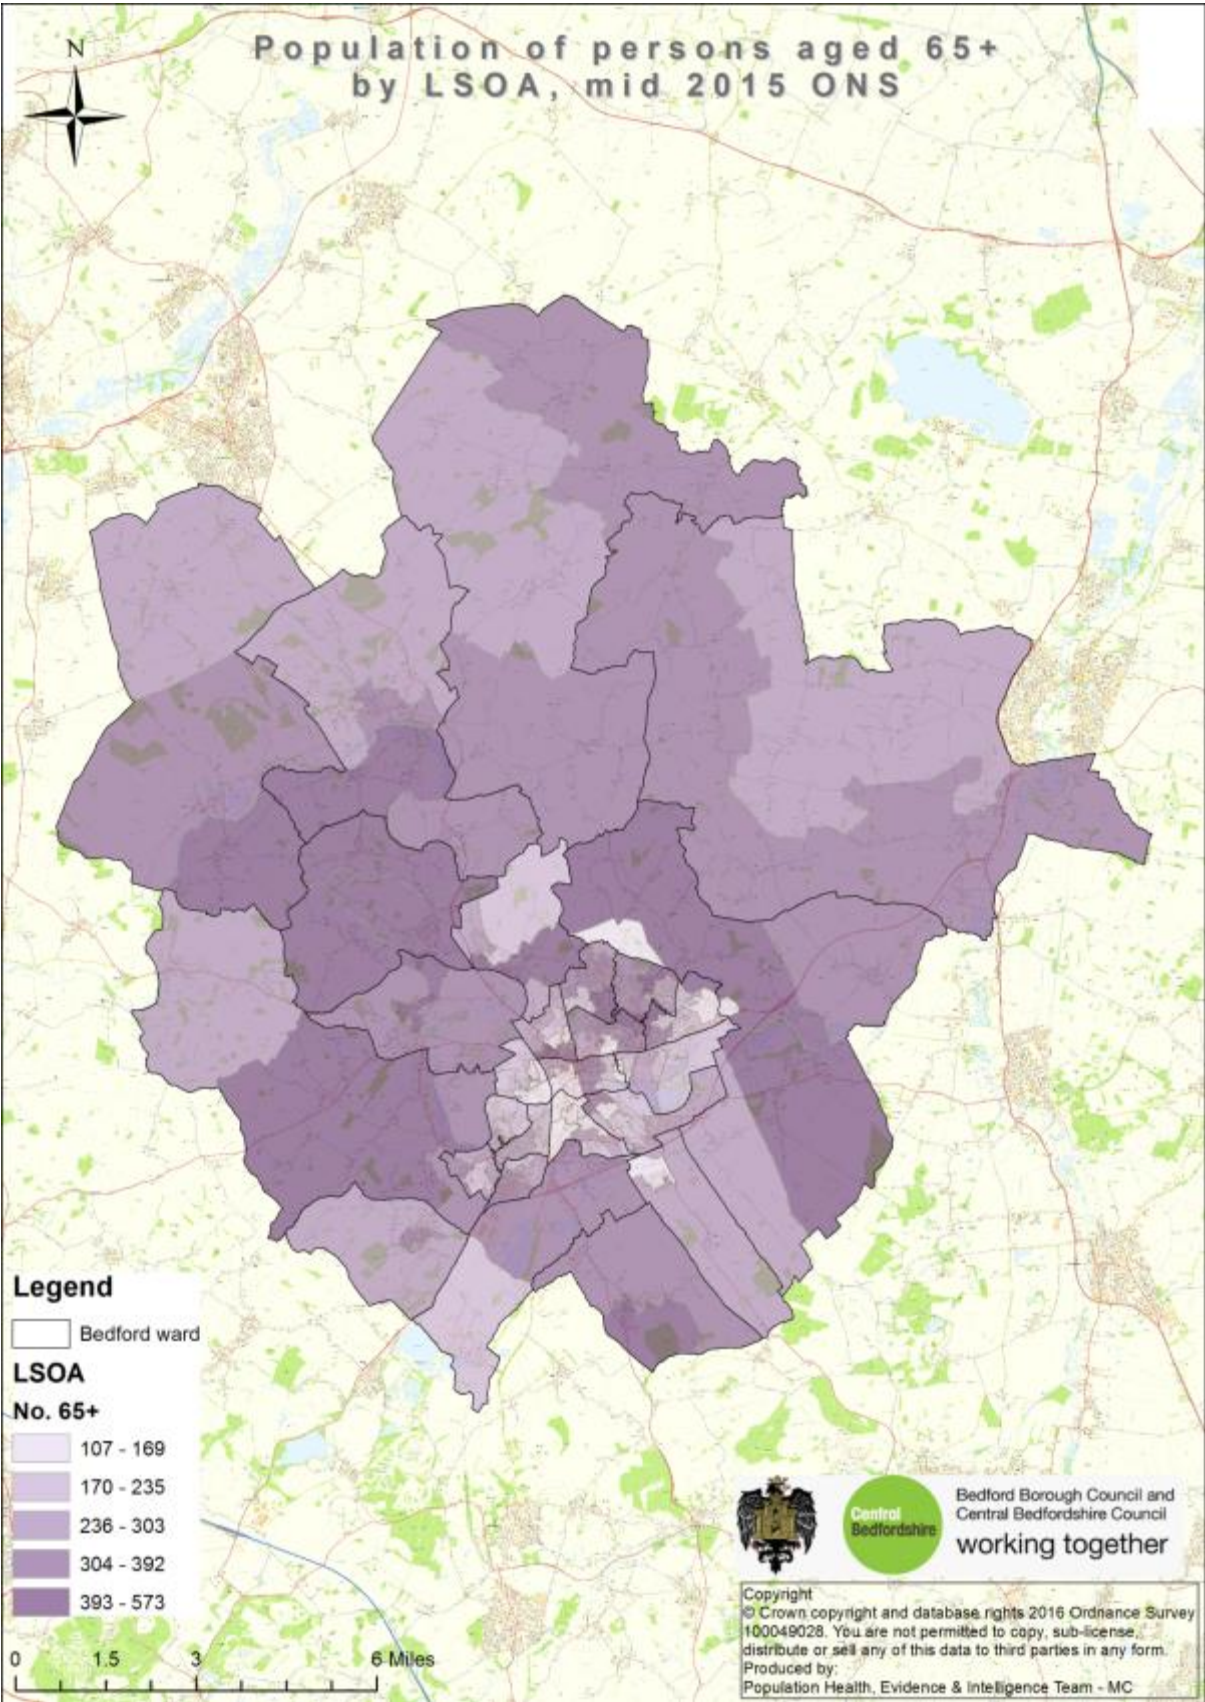 N
Population of persons aged 65+
by LSOA, mid 2015 ONS
Legend
Bedford ward
LSOA
No. 65+
107 - 169
170 - 235
236 - 303
304 - 392
393 - 573
0 1.5 3 6 Miles
Central
Bedfordshire
Bedford Borough Council and
Central Bedfordshire Council
working together
Copyright
© Crown copyright and database rights 2016 Ordnance Survey
100049028. You are not permitted to copy, sub-license,
distribute or sell any of this data to third parties in any form.
Produced by:
Population Health, Evidence & Intelligence Team - MC